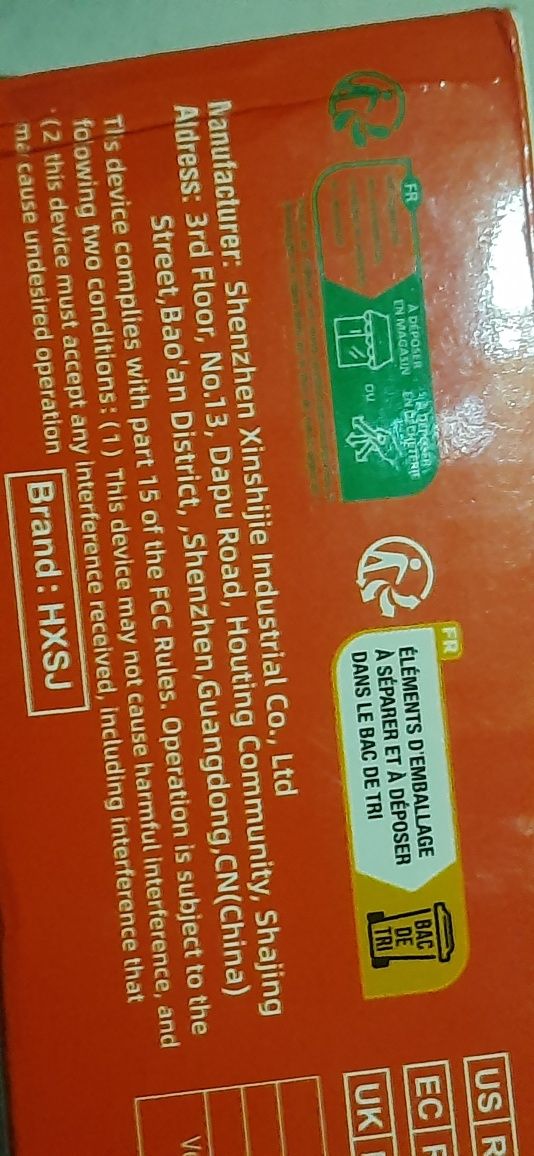 FR
À DÉPOSER
EN MAGASIN
OU
À DÉPOSER
EN DÉCHÈTERIE
FR
ÉLÉMENTS D'EMBALLAGE
À SÉPARER ET À DÉPOSER
DANS LE BAC DE TRI
BAC
DE
TRI
US R
EC
UK
Manufacturer: Shenzhen Xinshijie Industrial Co., Ltd
Address: 3rd Floor, No.13, Dapu Road, Houting Community, Shajing
Street,Bao'an District, ,Shenzhen,Guangdong,CN(China)
This device complies with part 15 of the FCC Rules. Operation is subject to the
following two conditions: (1) This device may not cause harmful interference, and
(2 this device must accept any interference received, including interference that
may cause undesired operation
Brand : HXSJ